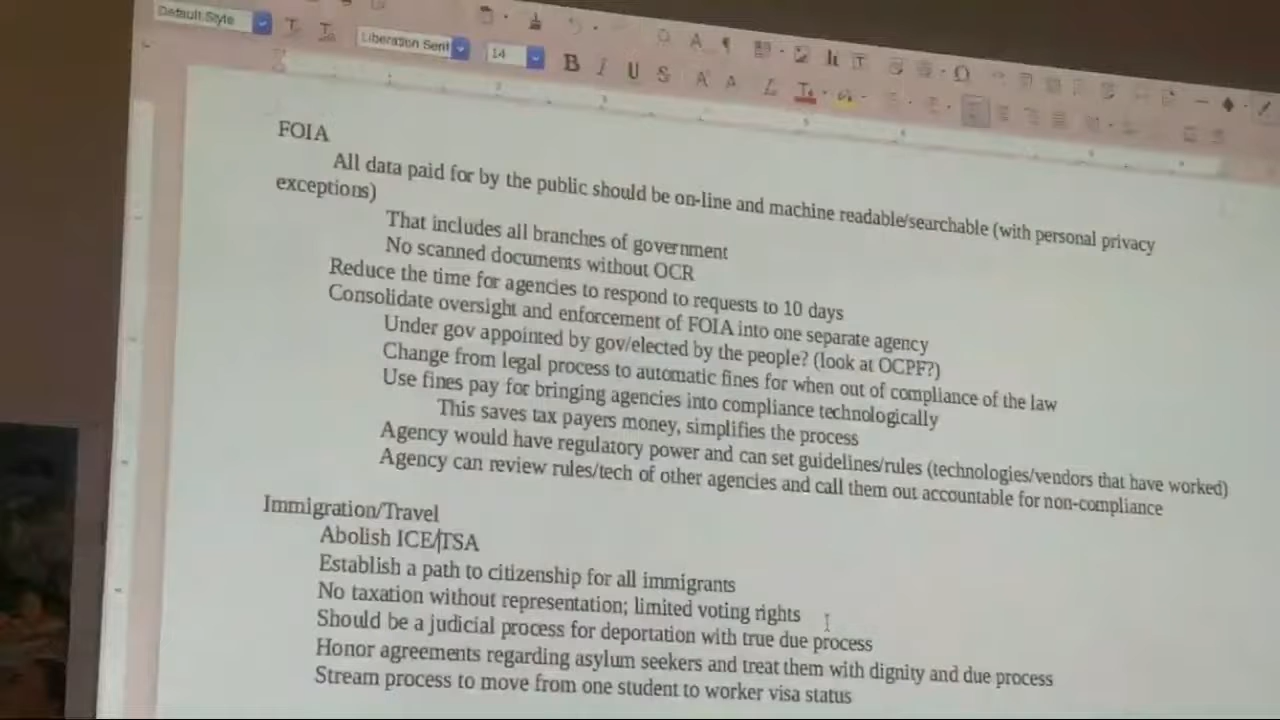 Default Style
Liberation Seri
14
FOIA
All data paid for by the public should be on-line and machine readable/searchable (with personal privacy
exceptions)
That includes all branches of government
No scanned documents without OCR
Reduce the time for agencies to respond to requests to 10 days
Consolidate oversight and enforcement of FOIA into one separate agency
Under gov appointed by gov/elected by the people? (look at OCPF?)
Change from legal process to automatic fines for when out of compliance of the law
Use fines pay for bringing agencies into compliance technologically
This saves tax payers money, simplifies the process
Agency would have regulatory power and can set guidelines/rules (technologies/vendors that have worked)
Agency can review rules/tech of other agencies and call them out accountable for non-compliance
Immigration/Travel
Abolish ICE/TSA
Establish a path to citizenship for all immigrants
No taxation without representation; limited voting rights
Should be a judicial process for deportation with true due process
Honor agreements regarding asylum seekers and treat them with dignity and due process
Stream process to move from one student to worker visa status